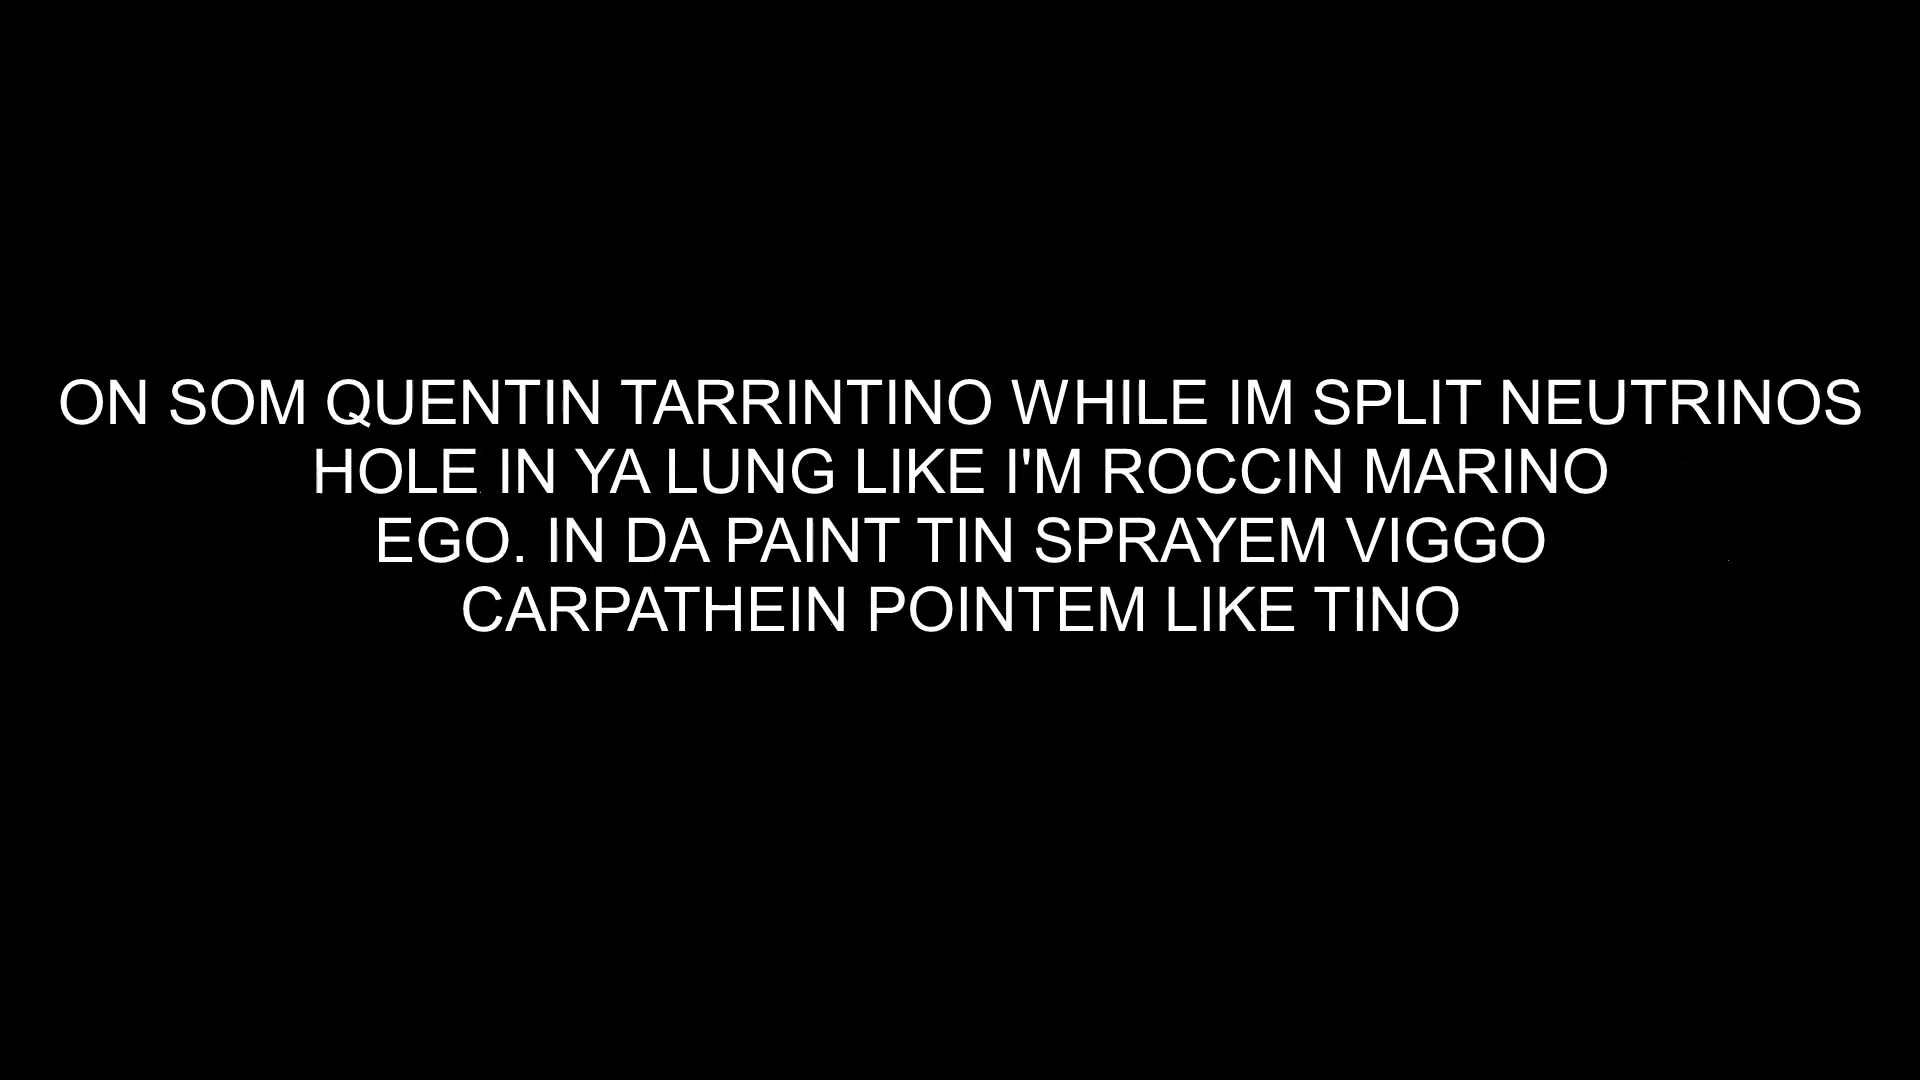 ON SOM QUENTIN TARRINTINO WHILE IM SPLIT NEUTRINOS
HOLE IN YA LUNG LIKE I'M ROCCIN MARINO
EGO. IN DA PAINT TIN SPRAYEM VIGGO
CARPATHEIN POINTEM LIKE TINO